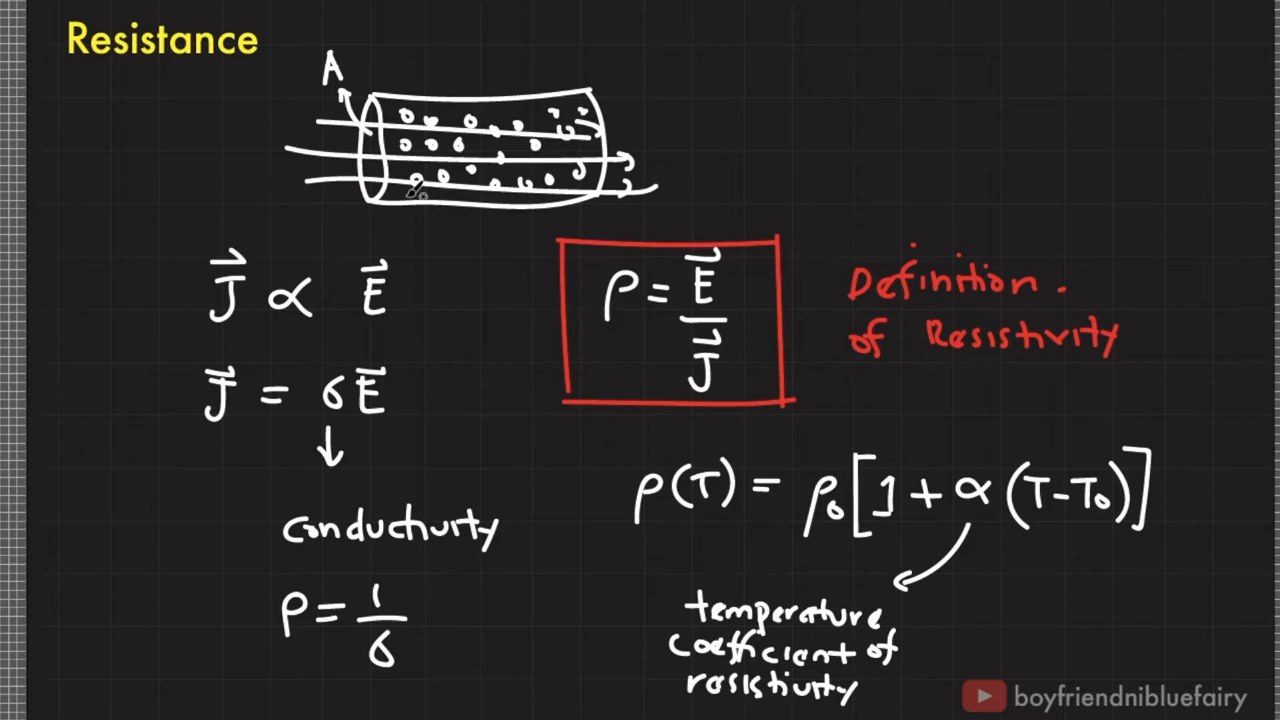 Resistance
A
J⃗ ∝ E⃗
J⃗ = σE⃗
conductivity
ρ = 1/σ
ρ = E⃗/J⃗
Definition.
of Resistivity
ρ(T) = ρ₀[1 + α(T-T₀)]
temperature
coefficient of
resistivity
boyfriendnibluefairy